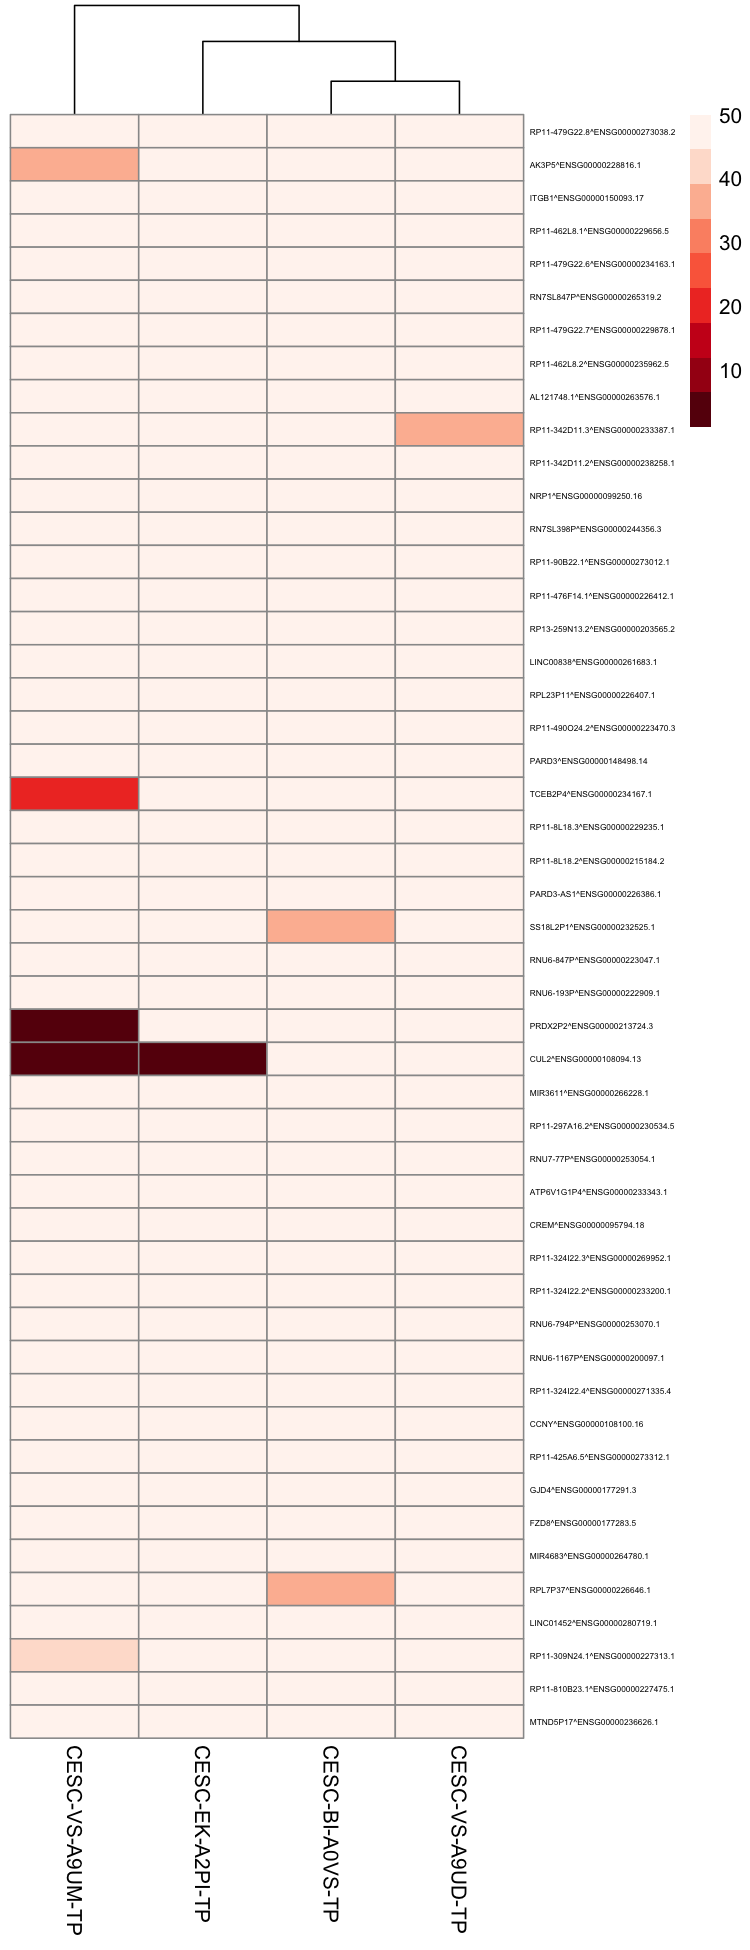 50
40
30
20
10
RP11-479G22.8^ENSG00000273038.2
AK3P5^ENSG00000228816.1
ITGB1^ENSG00000150093.17
RP11-462L8.1^ENSG00000229656.5
RP11-479G22.6^ENSG00000234163.1
RN7SL847P^ENSG00000265319.2
RP11-479G22.7^ENSG00000229878.1
RP11-462L8.2^ENSG00000235962.5
AL121748.1^ENSG00000263576.1
RP11-342D11.3^ENSG00000233387.1
RP11-342D11.2^ENSG00000238258.1
NRP1^ENSG00000099250.16
RN7SL398P^ENSG00000244356.3
RP11-90B22.1^ENSG00000273012.1
RP11-476F14.1^ENSG00000226412.1
RP13-259N13.2^ENSG00000203565.2
LINC00838^ENSG00000261683.1
RPL23P11^ENSG00000226407.1
RP11-490O24.2^ENSG00000223470.3
PARD3^ENSG00000148498.14
TCEB2P4^ENSG00000234167.1
RP11-8L18.3^ENSG00000229235.1
RP11-8L18.2^ENSG00000215184.2
PARD3-AS1^ENSG00000226386.1
SS18L2P1^ENSG00000232525.1
RNU6-847P^ENSG00000223047.1
RNU6-193P^ENSG00000222909.1
PRDX2P2^ENSG00000213724.3
CUL2^ENSG00000108094.13
MIR3611^ENSG00000266228.1
RP11-297A16.2^ENSG00000230534.5
RNU7-77P^ENSG00000253054.1
ATP6V1G1P4^ENSG00000233343.1
CREM^ENSG00000095794.18
RP11-324I22.3^ENSG00000269952.1
RP11-324I22.2^ENSG00000233200.1
RNU6-794P^ENSG00000253070.1
RNU6-1167P^ENSG00000200097.1
RP11-324I22.4^ENSG00000271335.4
CCNY^ENSG00000108100.16
RP11-425A6.5^ENSG00000273312.1
GJD4^ENSG00000177291.3
FZD8^ENSG00000177283.5
MIR4683^ENSG00000264780.1
RPL7P37^ENSG00000226646.1
LINC01452^ENSG00000280719.1
RP11-309N24.1^ENSG00000227313.1
RP11-810B23.1^ENSG00000227475.1
MTND5P17^ENSG00000236626.1
CESC-VS-A9UM-TP
CESC-EK-A2PI-TP
CESC-BI-A0VS-TP
CESC-VS-A9UD-TP